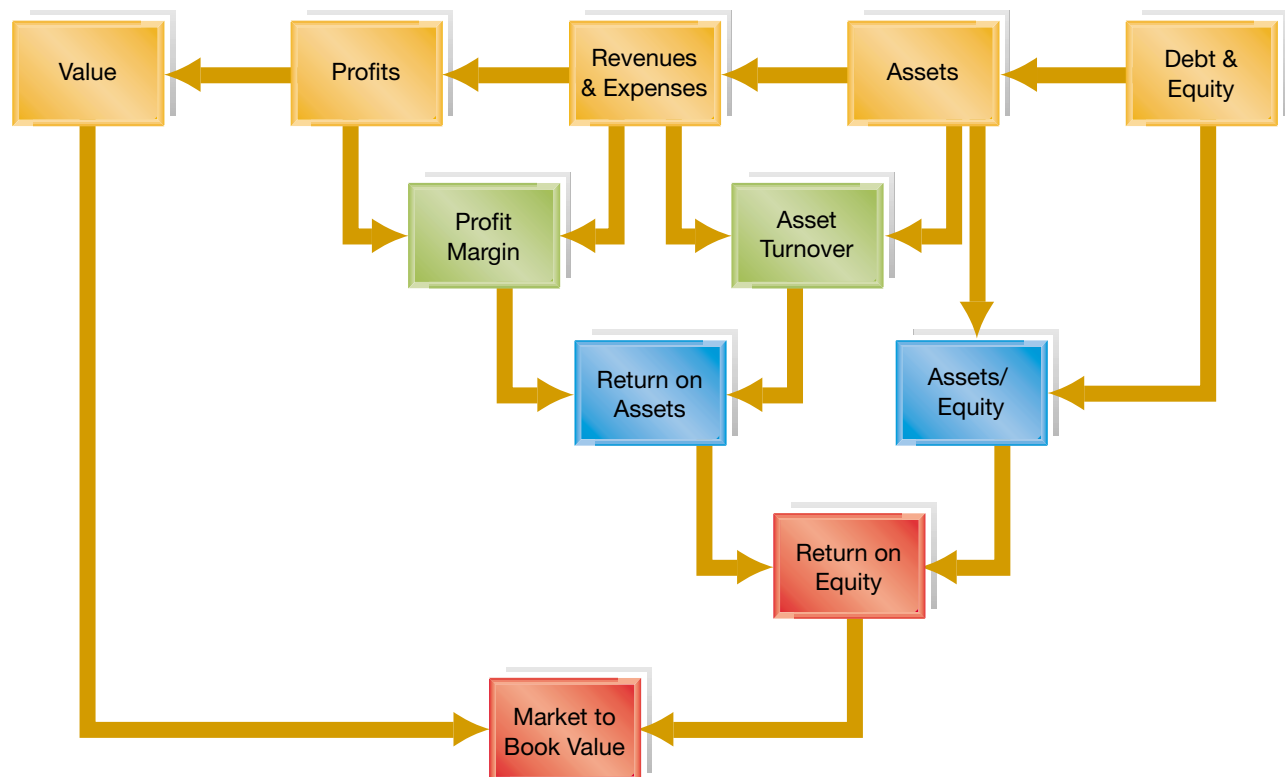 Value
Profits
Revenues
& Expenses
Assets
Debt &
Equity
Profit
Margin
Asset
Turnover
Return on
Assets
Assets/
Equity
Return on
Equity
Market to
Book Value